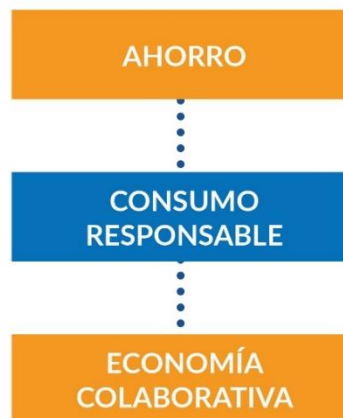 AHORRO
CONSUMO
RESPONSABLE
ECONOMÍA
COLABORATIVA